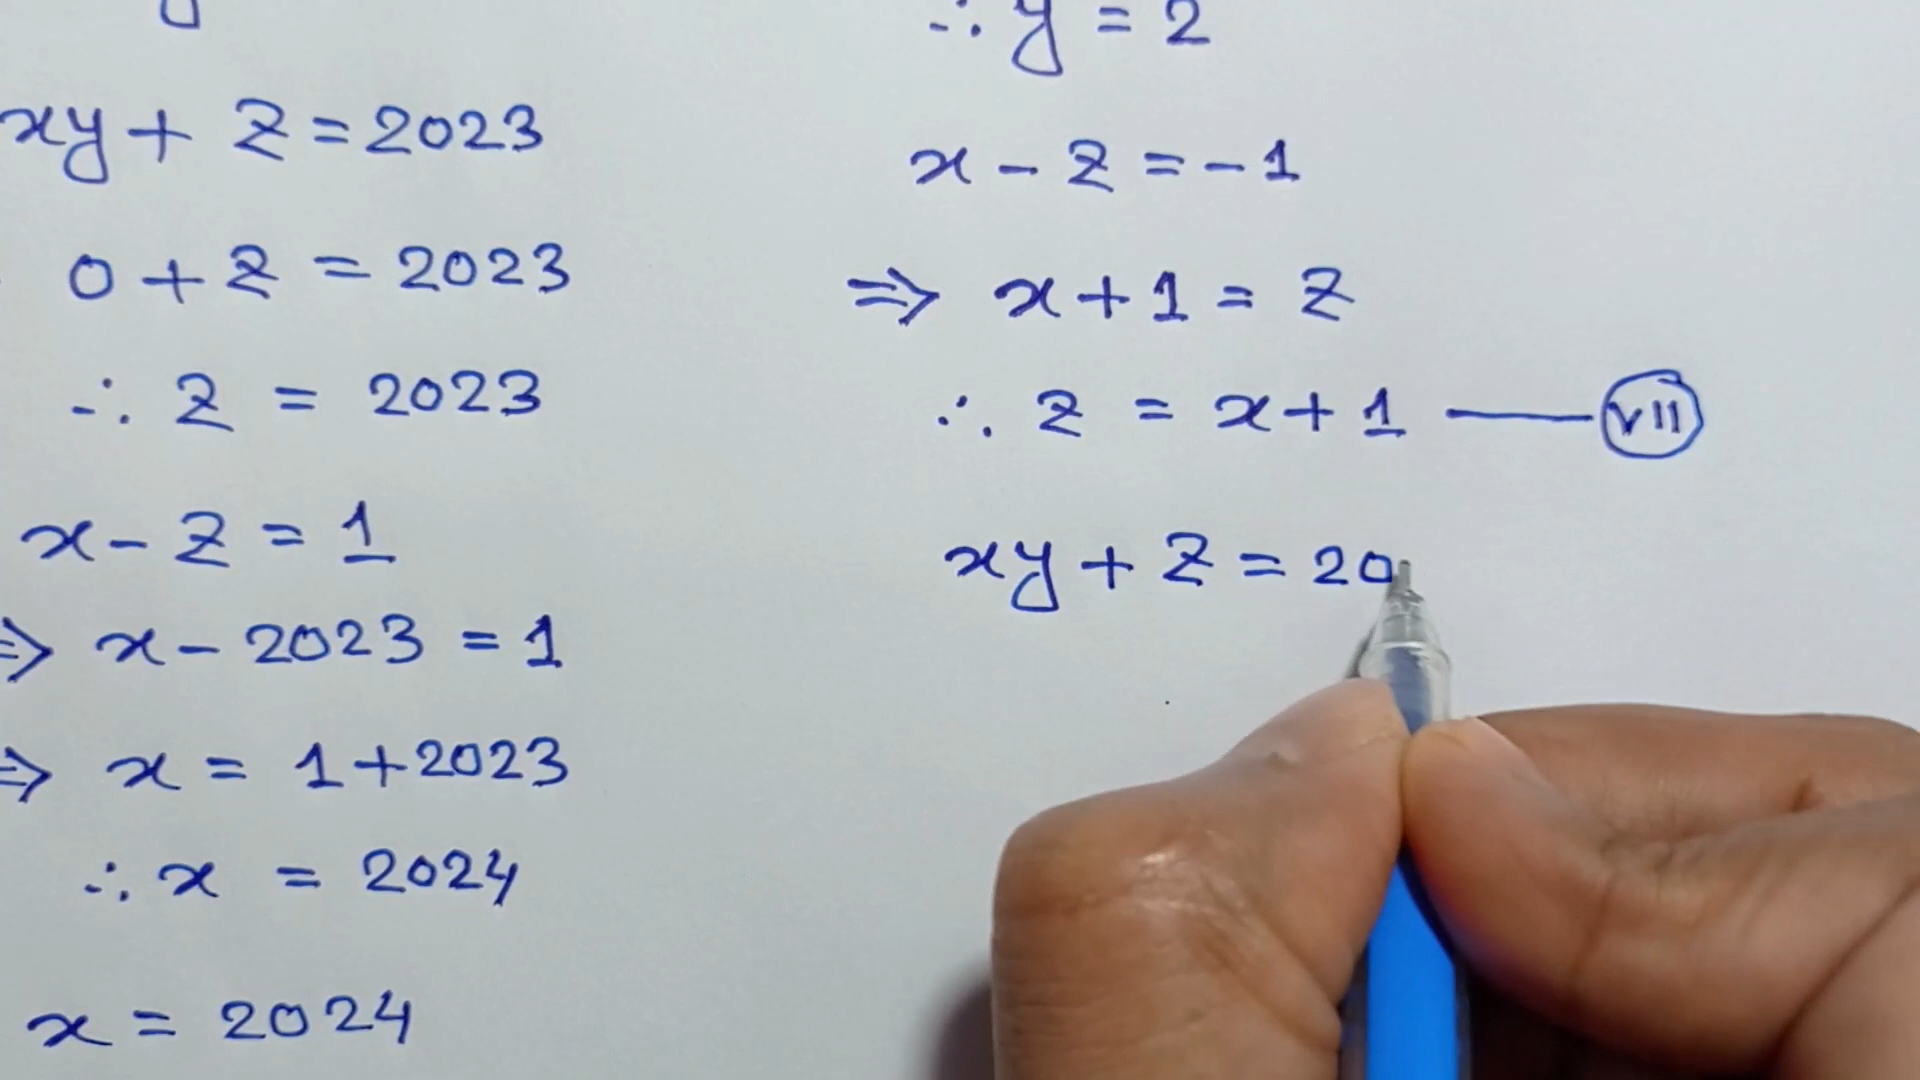 xy + z = 2023
0 + z = 2023
∴ z = 2023
x - z = 1
⇒ x - 2023 = 1
⇒ x = 1 + 2023
∴ x = 2024
x = 2024
∴ y = 2
x - z = -1
⇒ x + 1 = z
∴ z = x + 1 —— VII
xy + z = 20